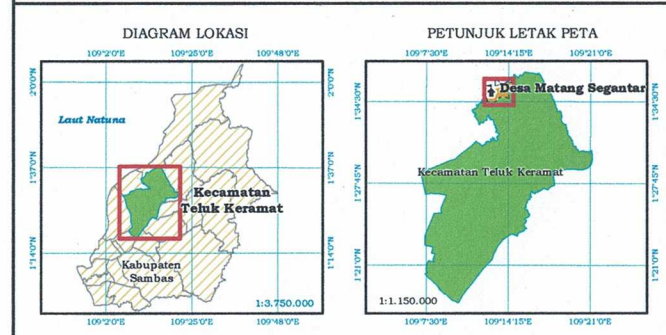 DIAGRAM LOKASI
109°2'0"E 109°25'0"E 109°48'0"E
2°0'0"N
2°0'0"N
Laut Natuna
1°37'0"N
1°37'0"N
Kecamatan
Teluk Keramat
1°14'0"N
1°14'0"N
Kabupaten
Sambas
1:3.750.000
109°2'0"E 109°25'0"E 109°48'0"E
PETUNJUK LETAK PETA
109°7'30"E 109°14'15"E 109°21'0"E
1°34'30"N
1°34'30"N
Desa Matang Segantar
Kecamatan Teluk Keramat
1°27'45"N
1°27'45"N
1°21'0"N
1°21'0"N
1:1.150.000
109°7'30"E 109°14'15"E 109°21'0"E